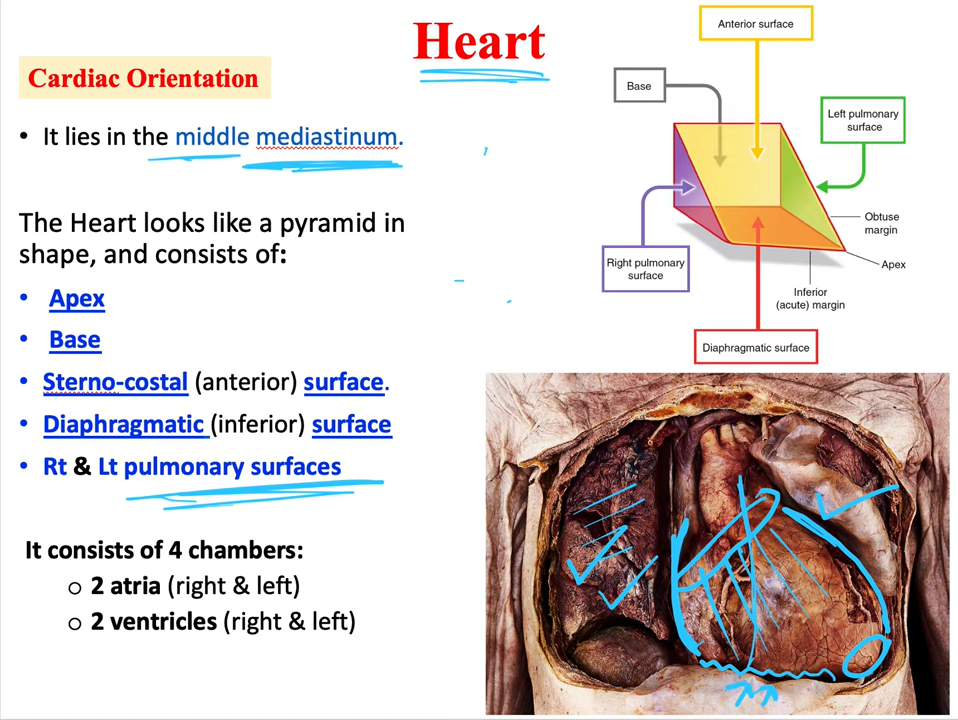 Heart
Cardiac Orientation
• It lies in the middle mediastinum.
The Heart looks like a pyramid in
shape, and consists of:
• Apex
• Base
• Sterno-costal (anterior) surface.
• Diaphragmatic (inferior) surface
• Rt & Lt pulmonary surfaces
It consists of 4 chambers:
o 2 atria (right & left)
o 2 ventricles (right & left)
Anterior surface
Base
Left pulmonary
surface
Obtuse
margin
Right pulmonary
surface
Apex
Inferior
(acute) margin
Diaphragmatic surface